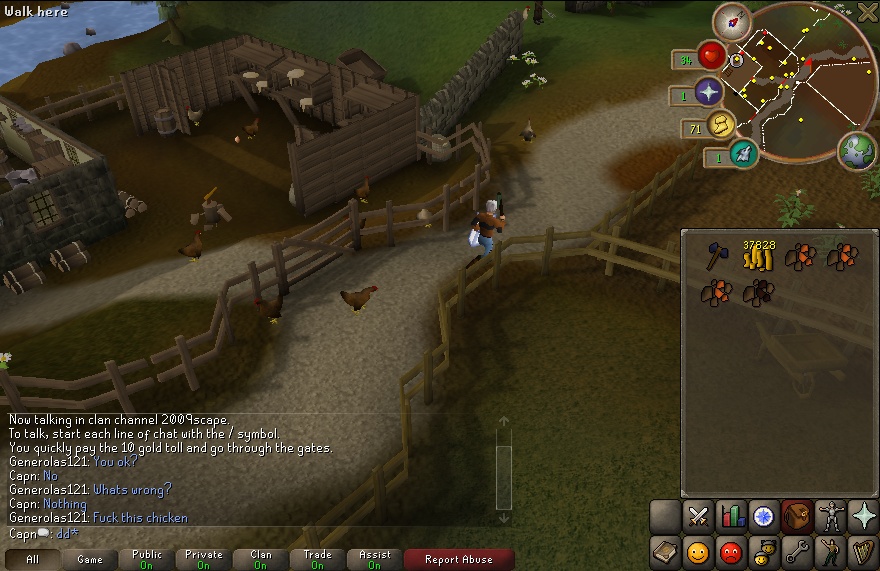 Walk here
34
1
71
1
37828
Now talking in clan channel 2009scape.
To talk, start each line of chat with the / symbol.
You quickly pay the 10 gold toll and go through the gates.
Generolas121: You ok?
Capn: No
Generolas121: Whats wrong?
Capn: Nothing
Generolas121: Fuck this chicken
Capn: dd*
All
Game
Public
On
Private
On
Clan
On
Trade
On
Assist
On
Report Abuse